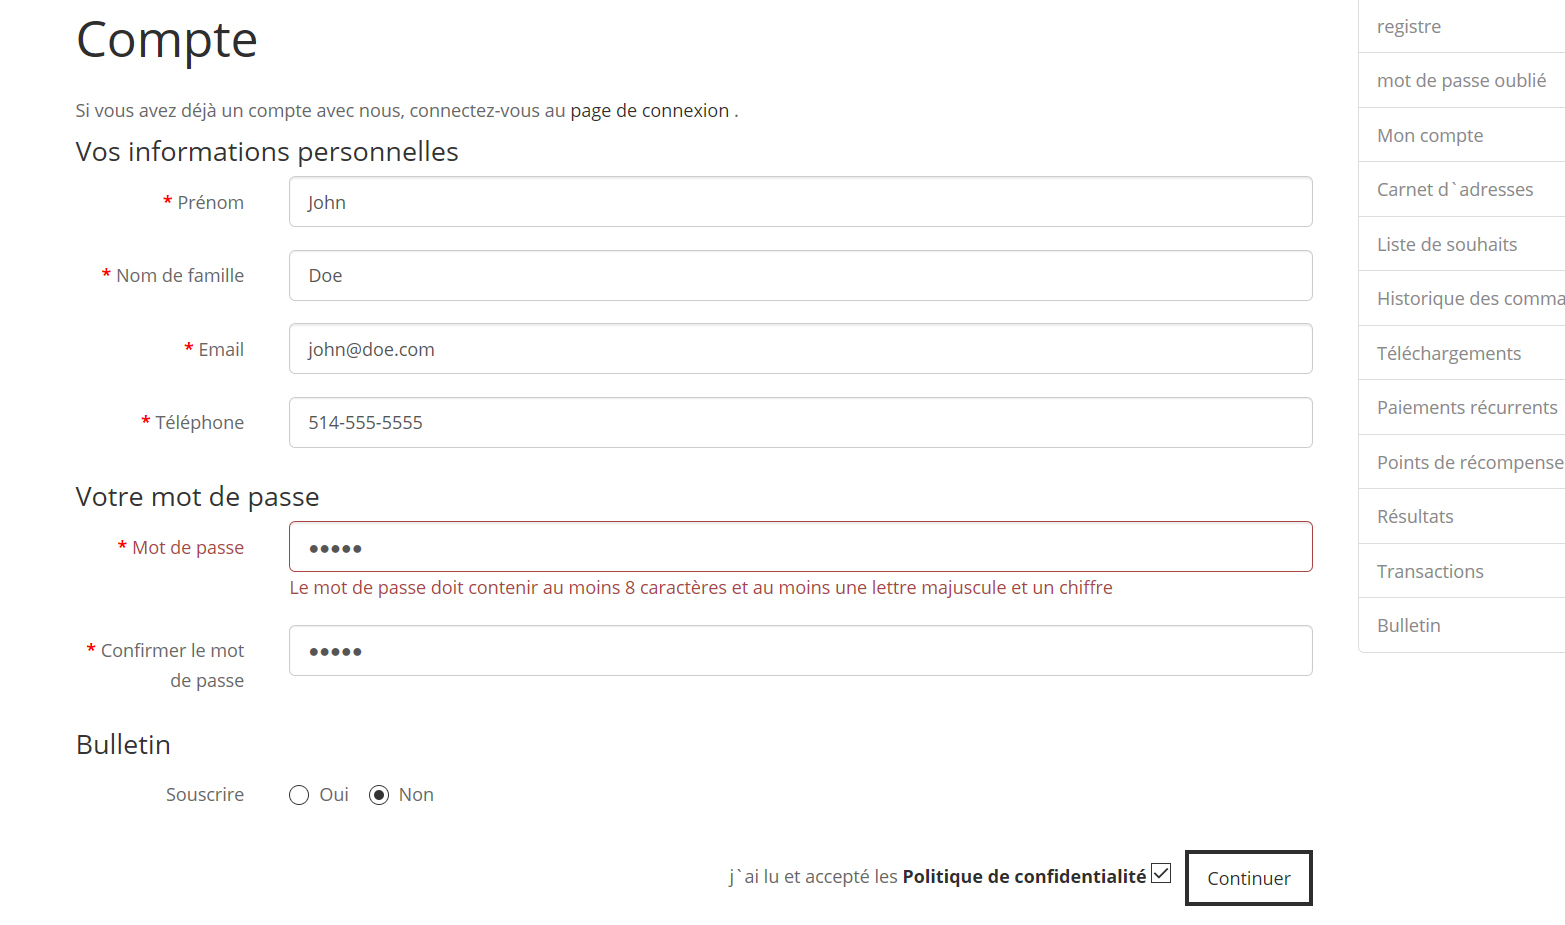 Compte
Si vous avez déjà un compte avec nous, connectez-vous au page de connexion .
Vos informations personnelles
* Prénom
John
* Nom de famille
Doe
* Email
john@doe.com
* Téléphone
514-555-5555
Votre mot de passe
* Mot de passe
●●●●●
Le mot de passe doit contenir au moins 8 caractères et au moins une lettre majuscule et un chiffre
* Confirmer le mot
de passe
●●●●●
Bulletin
Souscrire
Oui
Non
j`ai lu et accepté les Politique de confidentialité
Continuer
registre
mot de passe oublié
Mon compte
Carnet d`adresses
Liste de souhaits
Historique des comma
Téléchargements
Paiements récurrents
Points de récompense
Résultats
Transactions
Bulletin